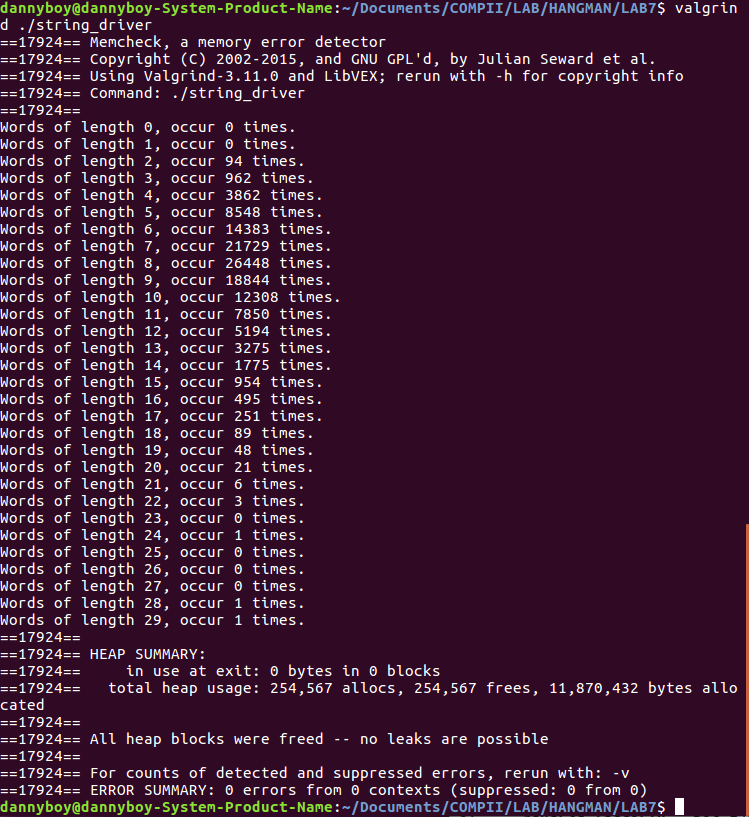 dannyboy@dannyboy-System-Product-Name:~/Documents/COMPII/LAB/HANGMAN/LAB7$ valgrin
d ./string_driver
==17924== Memcheck, a memory error detector
==17924== Copyright (C) 2002-2015, and GNU GPL'd, by Julian Seward et al.
==17924== Using Valgrind-3.11.0 and LibVEX; rerun with -h for copyright info
==17924== Command: ./string_driver
==17924==
Words of length 0, occur 0 times.
Words of length 1, occur 0 times.
Words of length 2, occur 94 times.
Words of length 3, occur 962 times.
Words of length 4, occur 3862 times.
Words of length 5, occur 8548 times.
Words of length 6, occur 14383 times.
Words of length 7, occur 21729 times.
Words of length 8, occur 26448 times.
Words of length 9, occur 18844 times.
Words of length 10, occur 12308 times.
Words of length 11, occur 7850 times.
Words of length 12, occur 5194 times.
Words of length 13, occur 3275 times.
Words of length 14, occur 1775 times.
Words of length 15, occur 954 times.
Words of length 16, occur 495 times.
Words of length 17, occur 251 times.
Words of length 18, occur 89 times.
Words of length 19, occur 48 times.
Words of length 20, occur 21 times.
Words of length 21, occur 6 times.
Words of length 22, occur 3 times.
Words of length 23, occur 0 times.
Words of length 24, occur 1 times.
Words of length 25, occur 0 times.
Words of length 26, occur 0 times.
Words of length 27, occur 0 times.
Words of length 28, occur 1 times.
Words of length 29, occur 1 times.
==17924==
==17924== HEAP SUMMARY:
==17924==     in use at exit: 0 bytes in 0 blocks
==17924==   total heap usage: 254,567 allocs, 254,567 frees, 11,870,432 bytes allo
cated
==17924==
==17924== All heap blocks were freed -- no leaks are possible
==17924==
==17924== For counts of detected and suppressed errors, rerun with: -v
==17924== ERROR SUMMARY: 0 errors from 0 contexts (suppressed: 0 from 0)
dannyboy@dannyboy-System-Product-Name:~/Documents/COMPII/LAB/HANGMAN/LAB7$